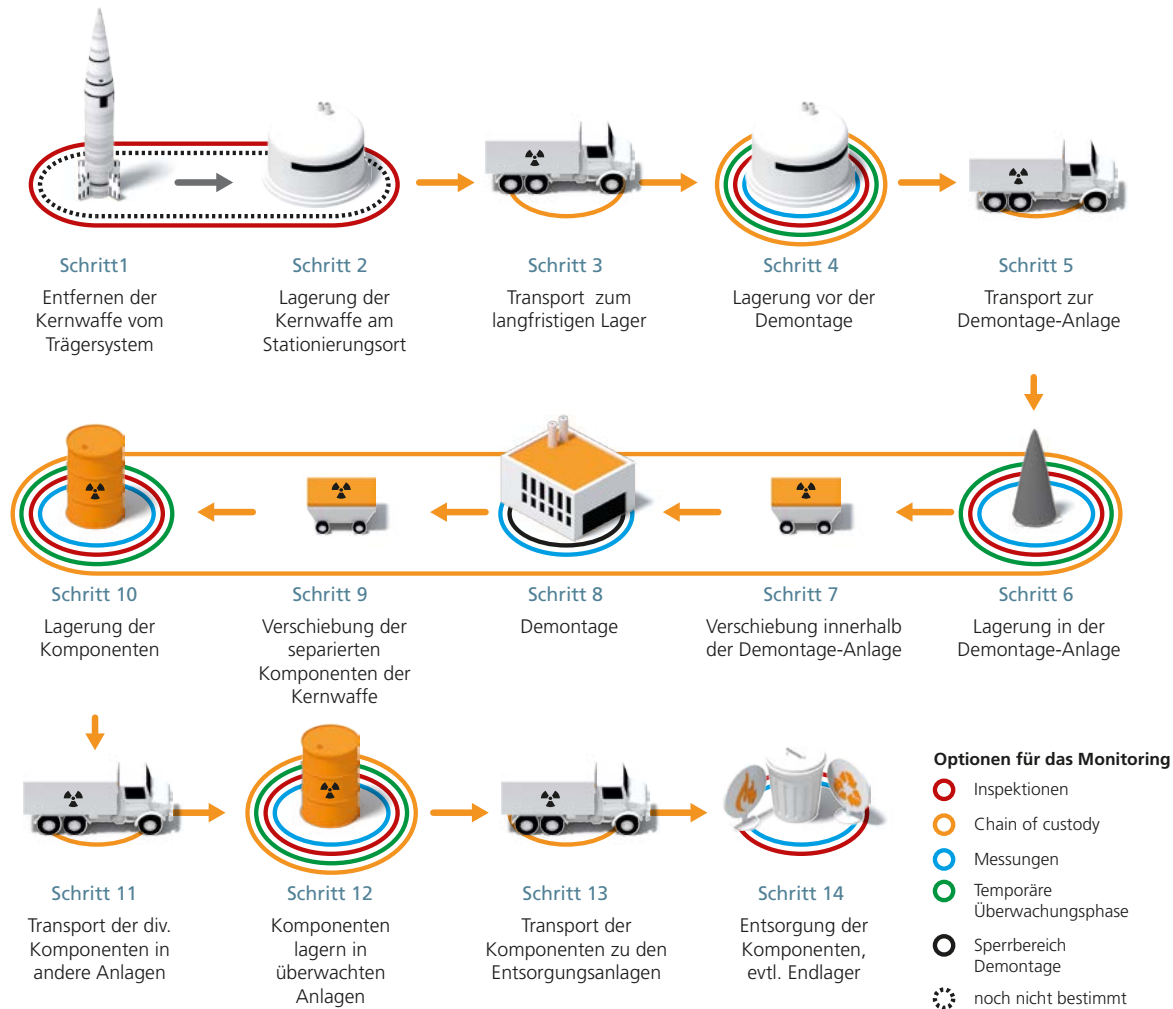 Schritt1
Entfernen der
Kernwaffe vom
Trägersystem
Schritt 2
Lagerung der
Kernwaffe am
Stationierungsort
Schritt 3
Transport zum
langfristigen Lager
Schritt 4
Lagerung vor der
Demontage
Schritt 5
Transport zur
Demontage-Anlage
Schritt 10
Lagerung der
Komponenten
Schritt 9
Verschiebung der
separierten
Komponenten der
Kernwaffe
Schritt 8
Demontage
Schritt 7
Verschiebung innerhalb
der Demontage-Anlage
Schritt 6
Lagerung in der
Demontage-Anlage
Schritt 11
Transport der div.
Komponenten in
andere Anlagen
Schritt 12
Komponenten
lagern in
überwachten
Anlagen
Schritt 13
Transport der
Komponenten zu den
Entsorgungsanlagen
Schritt 14
Entsorgung der
Komponenten,
evtl. Endlager
Optionen für das Monitoring
Inspektionen
Chain of custody
Messungen
Temporäre
Überwachungsphase
Sperrbereich
Demontage
noch nicht bestimmt